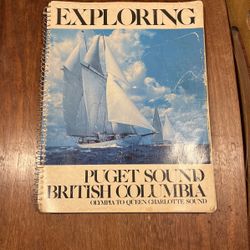 EXPLORING
PUGET SOUND
BRITISH COLUMBIA
OLYMPIA TO QUEEN CHARLOTTE SOUND